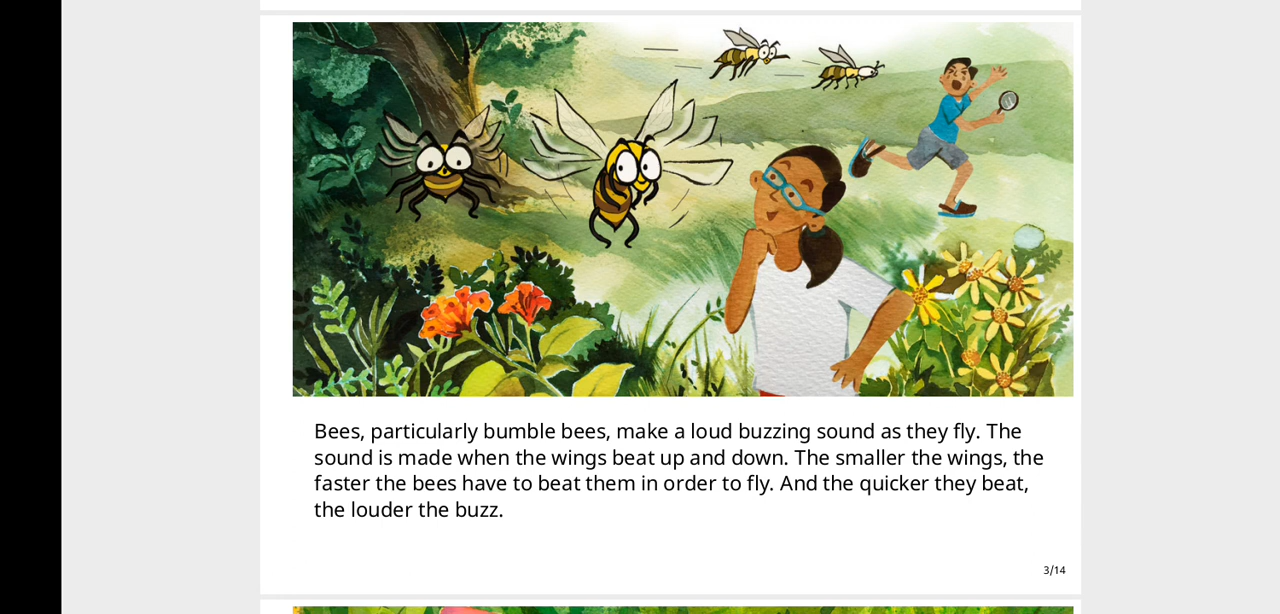 Bees, particularly bumble bees, make a loud buzzing sound as they fly. The
sound is made when the wings beat up and down. The smaller the wings, the
faster the bees have to beat them in order to fly. And the quicker they beat,
the louder the buzz.
3/14